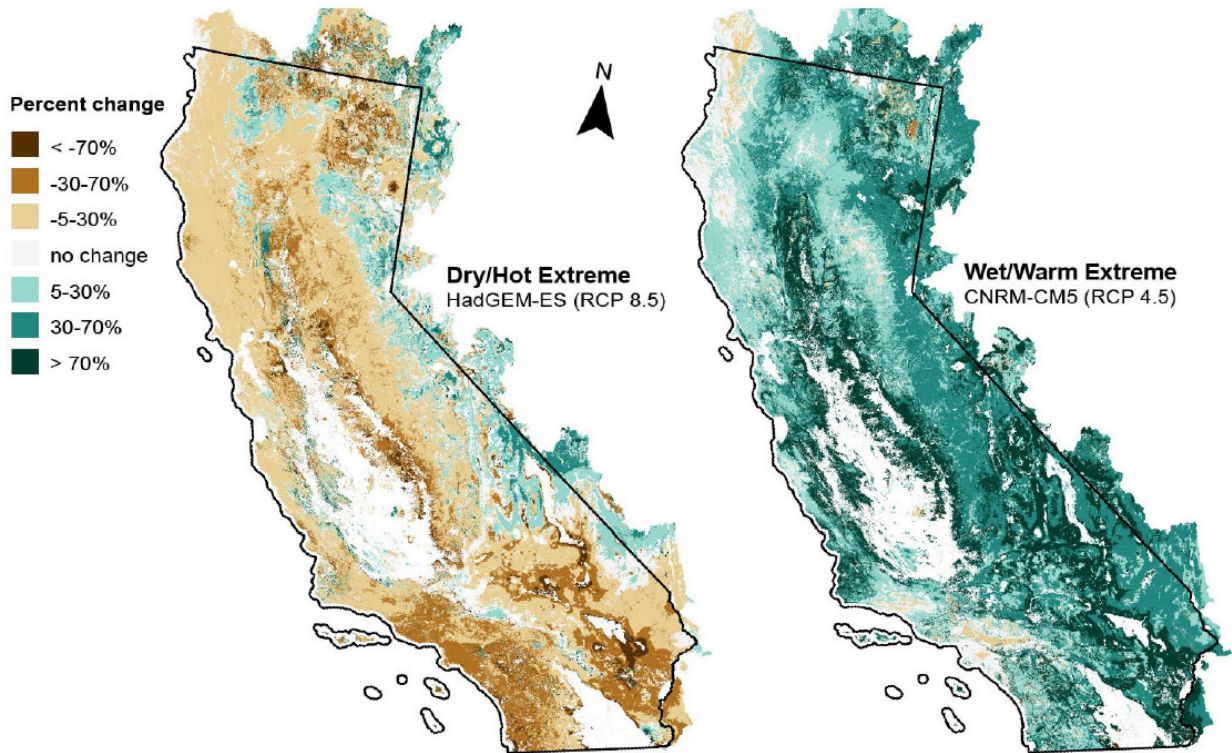 Percent change
< -70%
-30-70%
-5-30%
no change
5-30%
30-70%
> 70%
N
Dry/Hot Extreme
HadGEM-ES (RCP 8.5)
Wet/Warm Extreme
CNRM-CM5 (RCP 4.5)